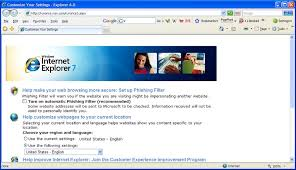 Customize Your Settings - Explorer 4.0
Customize Your Settings
Windows
Internet
Explorer 7
Help make your web browsing more secure: Set up Phishing Filter
Phishing Filter will warn you if the website you are visiting might be impersonating another website.
Turn on automatic Phishing Filter (recommended)
Some website addresses will be sent to Microsoft to be checked. Information received will not be
used to personally identify you.
Help customize webpages to your current location
Selecting your current location and language helps websites show you content specific to your
location.
Choose your region and language:
Use the current settings: United States - English
Use the following settings:
United States - English
Help improve Internet Explorer: Join the Customer Experience Improvement Program
Internet